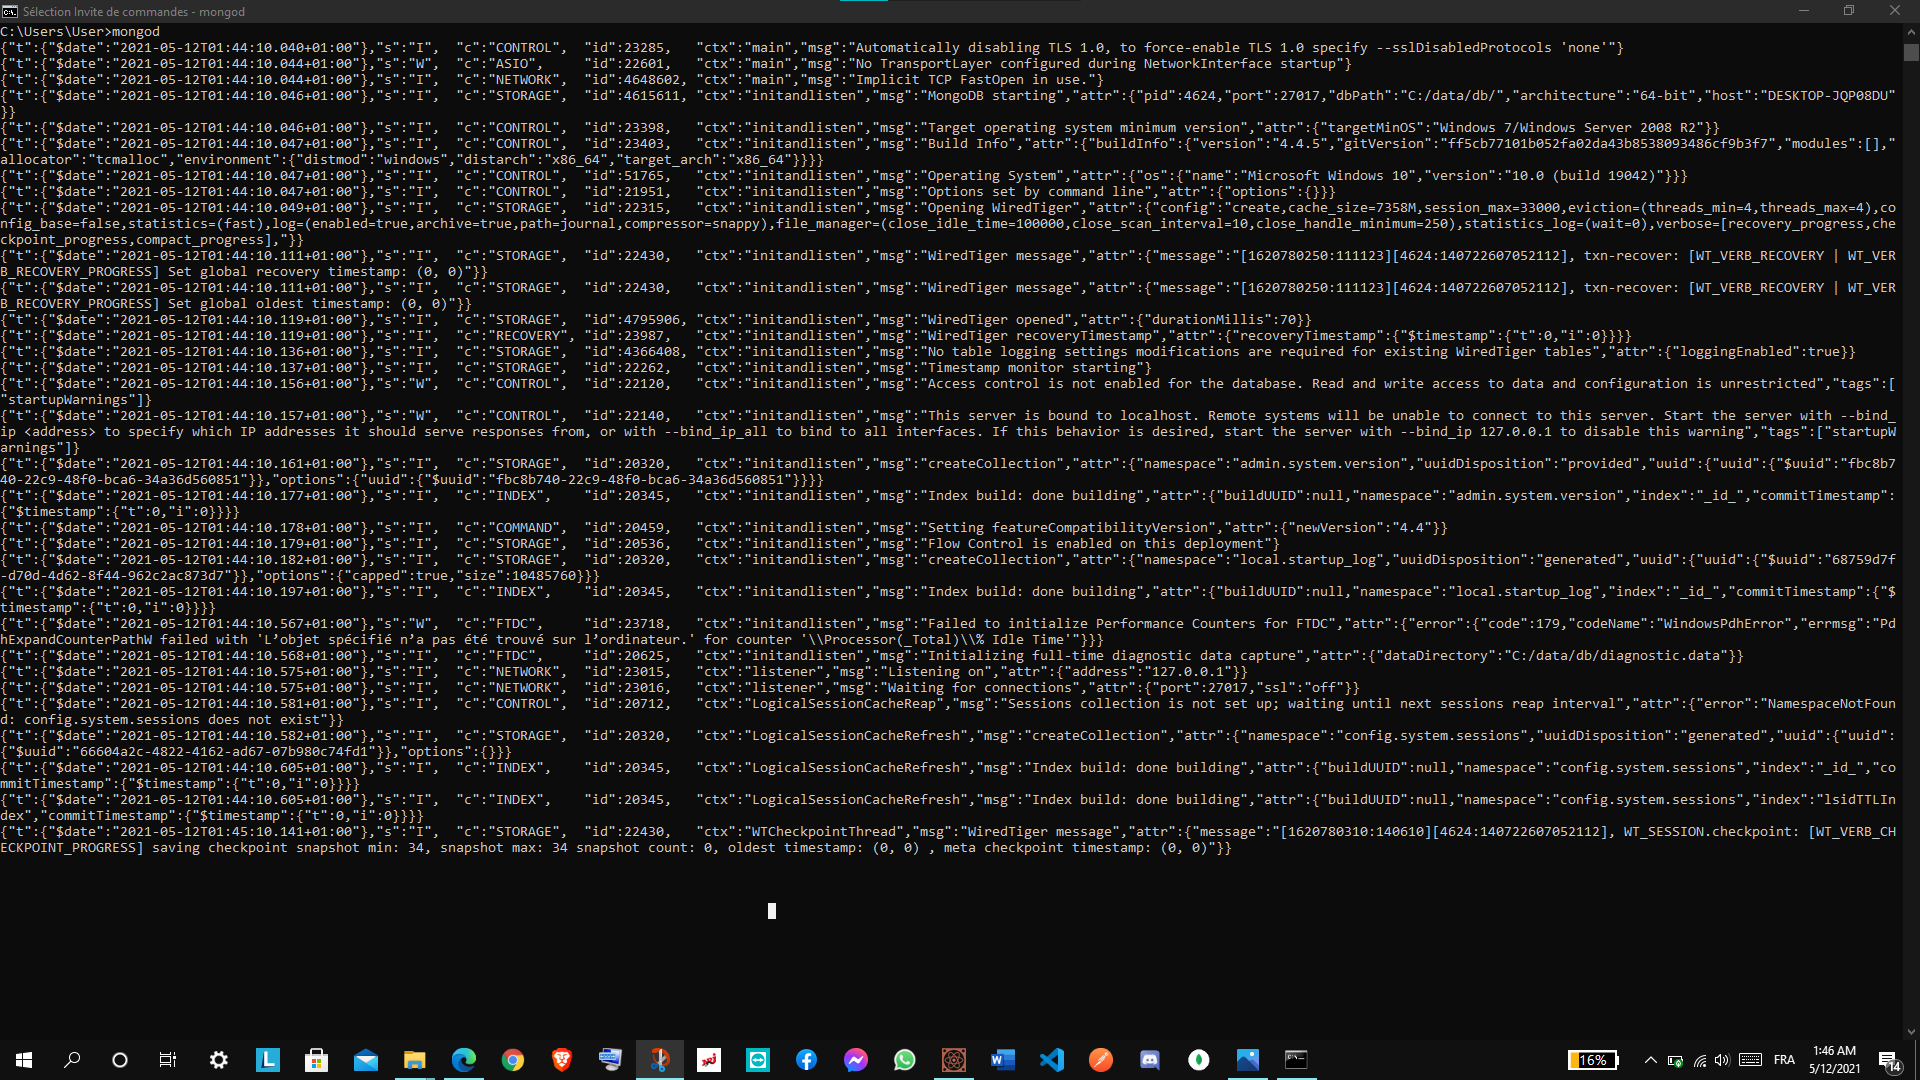 Sélection Invite de commandes - mongod
C:\Users\User>mongod
{"t":{"$date":"2021-05-12T01:44:10.040+01:00"},"s":"I",  "c":"CONTROL",  "id":23285,   "ctx":"main","msg":"Automatically disabling TLS 1.0, to force-enable TLS 1.0 specify --sslDisabledProtocols 'none'"}
{"t":{"$date":"2021-05-12T01:44:10.044+01:00"},"s":"W",  "c":"ASIO",     "id":22601,   "ctx":"main","msg":"No TransportLayer configured during NetworkInterface startup"}
{"t":{"$date":"2021-05-12T01:44:10.044+01:00"},"s":"I",  "c":"NETWORK",  "id":4648602, "ctx":"main","msg":"Implicit TCP FastOpen in use."}
{"t":{"$date":"2021-05-12T01:44:10.046+01:00"},"s":"I",  "c":"STORAGE",  "id":4615611, "ctx":"initandlisten","msg":"MongoDB starting","attr":{"pid":4624,"port":27017,"dbPath":"C:/data/db/","architecture":"64-bit","host":"DESKTOP-JQP08DU"
}}
{"t":{"$date":"2021-05-12T01:44:10.046+01:00"},"s":"I",  "c":"CONTROL",  "id":23398,   "ctx":"initandlisten","msg":"Target operating system minimum version","attr":{"targetMinOS":"Windows 7/Windows Server 2008 R2"}}
{"t":{"$date":"2021-05-12T01:44:10.047+01:00"},"s":"I",  "c":"CONTROL",  "id":23403,   "ctx":"initandlisten","msg":"Build Info","attr":{"buildInfo":{"version":"4.4.5","gitVersion":"ff5cb77101b052fa02da43b8538093486cf9b3f7","modules":[],"
allocator":"tcmalloc","environment":{"distmod":"windows","distarch":"x86_64","target_arch":"x86_64"}}}}
{"t":{"$date":"2021-05-12T01:44:10.047+01:00"},"s":"I",  "c":"CONTROL",  "id":51765,   "ctx":"initandlisten","msg":"Operating System","attr":{"os":{"name":"Microsoft Windows 10","version":"10.0 (build 19042)"}}}
{"t":{"$date":"2021-05-12T01:44:10.047+01:00"},"s":"I",  "c":"CONTROL",  "id":21951,   "ctx":"initandlisten","msg":"Options set by command line","attr":{"options":{}}}
{"t":{"$date":"2021-05-12T01:44:10.049+01:00"},"s":"I",  "c":"STORAGE",  "id":22315,   "ctx":"initandlisten","msg":"Opening WiredTiger","attr":{"config":"create,cache_size=7358M,session_max=33000,eviction=(threads_min=4,threads_max=4),co
nfig_base=false,statistics=(fast),log=(enabled=true,archive=true,path=journal,compressor=snappy),file_manager=(close_idle_time=100000,close_scan_interval=10,close_handle_minimum=250),statistics_log=(wait=0),verbose=[recovery_progress,che
ckpoint_progress,compact_progress],"}}
{"t":{"$date":"2021-05-12T01:44:10.111+01:00"},"s":"I",  "c":"STORAGE",  "id":22430,   "ctx":"initandlisten","msg":"WiredTiger message","attr":{"message":"[1620780250:111123][4624:140722607052112], txn-recover: [WT_VERB_RECOVERY | WT_VER
B_RECOVERY_PROGRESS] Set global recovery timestamp: (0, 0)"}}
{"t":{"$date":"2021-05-12T01:44:10.111+01:00"},"s":"I",  "c":"STORAGE",  "id":22430,   "ctx":"initandlisten","msg":"WiredTiger message","attr":{"message":"[1620780250:111123][4624:140722607052112], txn-recover: [WT_VERB_RECOVERY | WT_VER
B_RECOVERY_PROGRESS] Set global oldest timestamp: (0, 0)"}}
{"t":{"$date":"2021-05-12T01:44:10.119+01:00"},"s":"I",  "c":"STORAGE",  "id":4795906, "ctx":"initandlisten","msg":"WiredTiger opened","attr":{"durationMillis":70}}
{"t":{"$date":"2021-05-12T01:44:10.119+01:00"},"s":"I",  "c":"RECOVERY", "id":23987,   "ctx":"initandlisten","msg":"WiredTiger recoveryTimestamp","attr":{"recoveryTimestamp":{"$timestamp":{"t":0,"i":0}}}}
{"t":{"$date":"2021-05-12T01:44:10.136+01:00"},"s":"I",  "c":"STORAGE",  "id":4366408, "ctx":"initandlisten","msg":"No table logging settings modifications are required for existing WiredTiger tables","attr":{"loggingEnabled":true}}
{"t":{"$date":"2021-05-12T01:44:10.137+01:00"},"s":"I",  "c":"STORAGE",  "id":22262,   "ctx":"initandlisten","msg":"Timestamp monitor starting"}
{"t":{"$date":"2021-05-12T01:44:10.156+01:00"},"s":"W",  "c":"CONTROL",  "id":22120,   "ctx":"initandlisten","msg":"Access control is not enabled for the database. Read and write access to data and configuration is unrestricted","tags":[
"startupWarnings"]}
{"t":{"$date":"2021-05-12T01:44:10.157+01:00"},"s":"W",  "c":"CONTROL",  "id":22140,   "ctx":"initandlisten","msg":"This server is bound to localhost. Remote systems will be unable to connect to this server. Start the server with --bind_
ip <address> to specify which IP addresses it should serve responses from, or with --bind_ip_all to bind to all interfaces. If this behavior is desired, start the server with --bind_ip 127.0.0.1 to disable this warning","tags":["startupW
arnings"]}
{"t":{"$date":"2021-05-12T01:44:10.161+01:00"},"s":"I",  "c":"STORAGE",  "id":20320,   "ctx":"initandlisten","msg":"createCollection","attr":{"namespace":"admin.system.version","uuidDisposition":"provided","uuid":{"uuid":{"$uuid":"fbc8b7
40-22c9-48f0-bca6-34a36d560851"}},"options":{"uuid":{"$uuid":"fbc8b740-22c9-48f0-bca6-34a36d560851"}}}}
{"t":{"$date":"2021-05-12T01:44:10.177+01:00"},"s":"I",  "c":"INDEX",    "id":20345,   "ctx":"initandlisten","msg":"Index build: done building","attr":{"buildUUID":null,"namespace":"admin.system.version","index":"_id_","commitTimestamp":
{"$timestamp":{"t":0,"i":0}}}}
{"t":{"$date":"2021-05-12T01:44:10.178+01:00"},"s":"I",  "c":"COMMAND",  "id":20459,   "ctx":"initandlisten","msg":"Setting featureCompatibilityVersion","attr":{"newVersion":"4.4"}}
{"t":{"$date":"2021-05-12T01:44:10.179+01:00"},"s":"I",  "c":"STORAGE",  "id":20536,   "ctx":"initandlisten","msg":"Flow Control is enabled on this deployment"}
{"t":{"$date":"2021-05-12T01:44:10.182+01:00"},"s":"I",  "c":"STORAGE",  "id":20320,   "ctx":"initandlisten","msg":"createCollection","attr":{"namespace":"local.startup_log","uuidDisposition":"generated","uuid":{"uuid":{"$uuid":"68759d7f
-d70d-4d62-8f44-962c2ac873d7"}},"options":{"capped":true,"size":10485760}}}
{"t":{"$date":"2021-05-12T01:44:10.197+01:00"},"s":"I",  "c":"INDEX",    "id":20345,   "ctx":"initandlisten","msg":"Index build: done building","attr":{"buildUUID":null,"namespace":"local.startup_log","index":"_id_","commitTimestamp":{"$
timestamp":{"t":0,"i":0}}}}
{"t":{"$date":"2021-05-12T01:44:10.567+01:00"},"s":"W",  "c":"FTDC",     "id":23718,   "ctx":"initandlisten","msg":"Failed to initialize Performance Counters for FTDC","attr":{"error":{"code":179,"codeName":"WindowsPdhError","errmsg":"Pd
hExpandCounterPathW failed with 'L’objet spécifié n’a pas été trouvé sur l’ordinateur.' for counter '\\Processor(_Total)\\% Idle Time'"}}}
{"t":{"$date":"2021-05-12T01:44:10.568+01:00"},"s":"I",  "c":"FTDC",     "id":20625,   "ctx":"initandlisten","msg":"Initializing full-time diagnostic data capture","attr":{"dataDirectory":"C:/data/db/diagnostic.data"}}
{"t":{"$date":"2021-05-12T01:44:10.575+01:00"},"s":"I",  "c":"NETWORK",  "id":23015,   "ctx":"listener","msg":"Listening on","attr":{"address":"127.0.0.1"}}
{"t":{"$date":"2021-05-12T01:44:10.575+01:00"},"s":"I",  "c":"NETWORK",  "id":23016,   "ctx":"listener","msg":"Waiting for connections","attr":{"port":27017,"ssl":"off"}}
{"t":{"$date":"2021-05-12T01:44:10.581+01:00"},"s":"I",  "c":"CONTROL",  "id":20712,   "ctx":"LogicalSessionCacheReap","msg":"Sessions collection is not set up; waiting until next sessions reap interval","attr":{"error":"NamespaceNotFoun
d: config.system.sessions does not exist"}}
{"t":{"$date":"2021-05-12T01:44:10.582+01:00"},"s":"I",  "c":"STORAGE",  "id":20320,   "ctx":"LogicalSessionCacheRefresh","msg":"createCollection","attr":{"namespace":"config.system.sessions","uuidDisposition":"generated","uuid":{"uuid":
{"$uuid":"66604a2c-4822-4162-ad67-07b980c74fd1"}},"options":{}}}
{"t":{"$date":"2021-05-12T01:44:10.605+01:00"},"s":"I",  "c":"INDEX",    "id":20345,   "ctx":"LogicalSessionCacheRefresh","msg":"Index build: done building","attr":{"buildUUID":null,"namespace":"config.system.sessions","index":"_id_","co
mmitTimestamp":{"$timestamp":{"t":0,"i":0}}}}
{"t":{"$date":"2021-05-12T01:44:10.605+01:00"},"s":"I",  "c":"INDEX",    "id":20345,   "ctx":"LogicalSessionCacheRefresh","msg":"Index build: done building","attr":{"buildUUID":null,"namespace":"config.system.sessions","index":"lsidTTLIn
dex","commitTimestamp":{"$timestamp":{"t":0,"i":0}}}}
{"t":{"$date":"2021-05-12T01:45:10.141+01:00"},"s":"I",  "c":"STORAGE",  "id":22430,   "ctx":"WTCheckpointThread","msg":"WiredTiger message","attr":{"message":"[1620780310:140610][4624:140722607052112], WT_SESSION.checkpoint: [WT_VERB_CH
ECKPOINT_PROGRESS] saving checkpoint snapshot min: 34, snapshot max: 34 snapshot count: 0, oldest timestamp: (0, 0) , meta checkpoint timestamp: (0, 0)"}}
16%
FRA
1:46 AM
5/12/2021
14